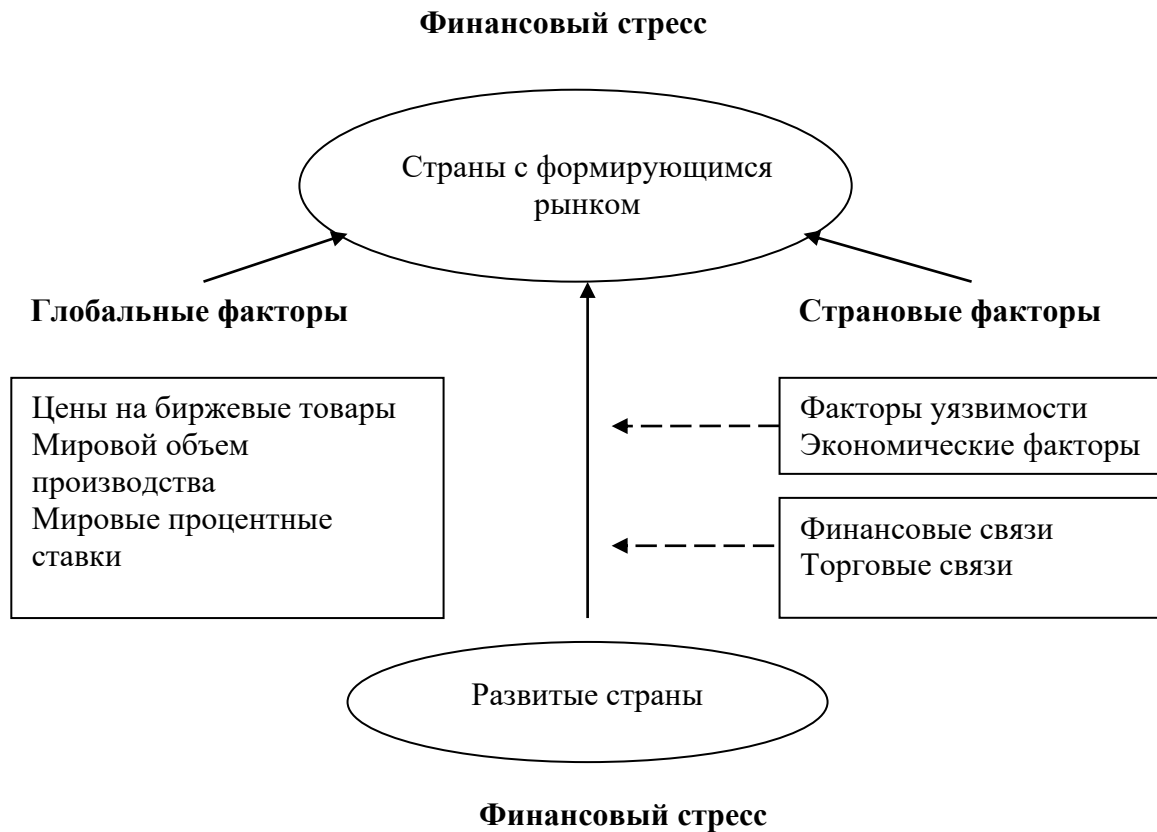 Финансовый стресс
Страны с формирующимся
рынком
Глобальные факторы
Страновые факторы
Цены на биржевые товары
Мировой объем
производства
Мировые процентные
ставки
Факторы уязвимости
Экономические факторы
Финансовые связи
Торговые связи
Развитые страны
Финансовый стресс